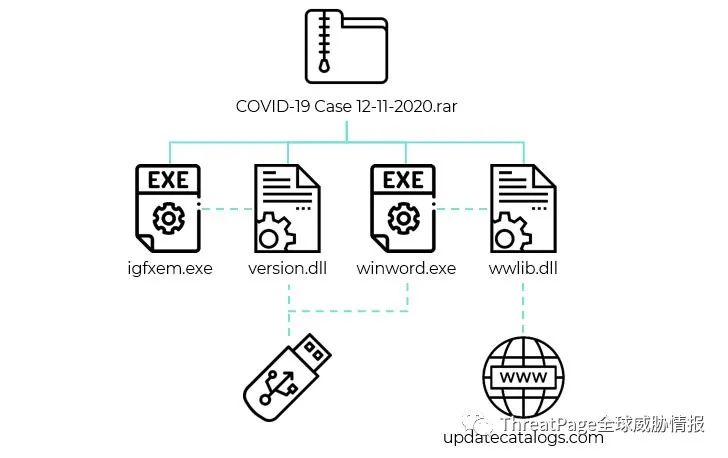 COVID-19 Case 12-11-2020.rar
EXE
EXE
igfxem.exe
version.dll
winword.exe
wwlib.dll
WWW
ThreatPage全球威胁情报
updatecatalogs.com